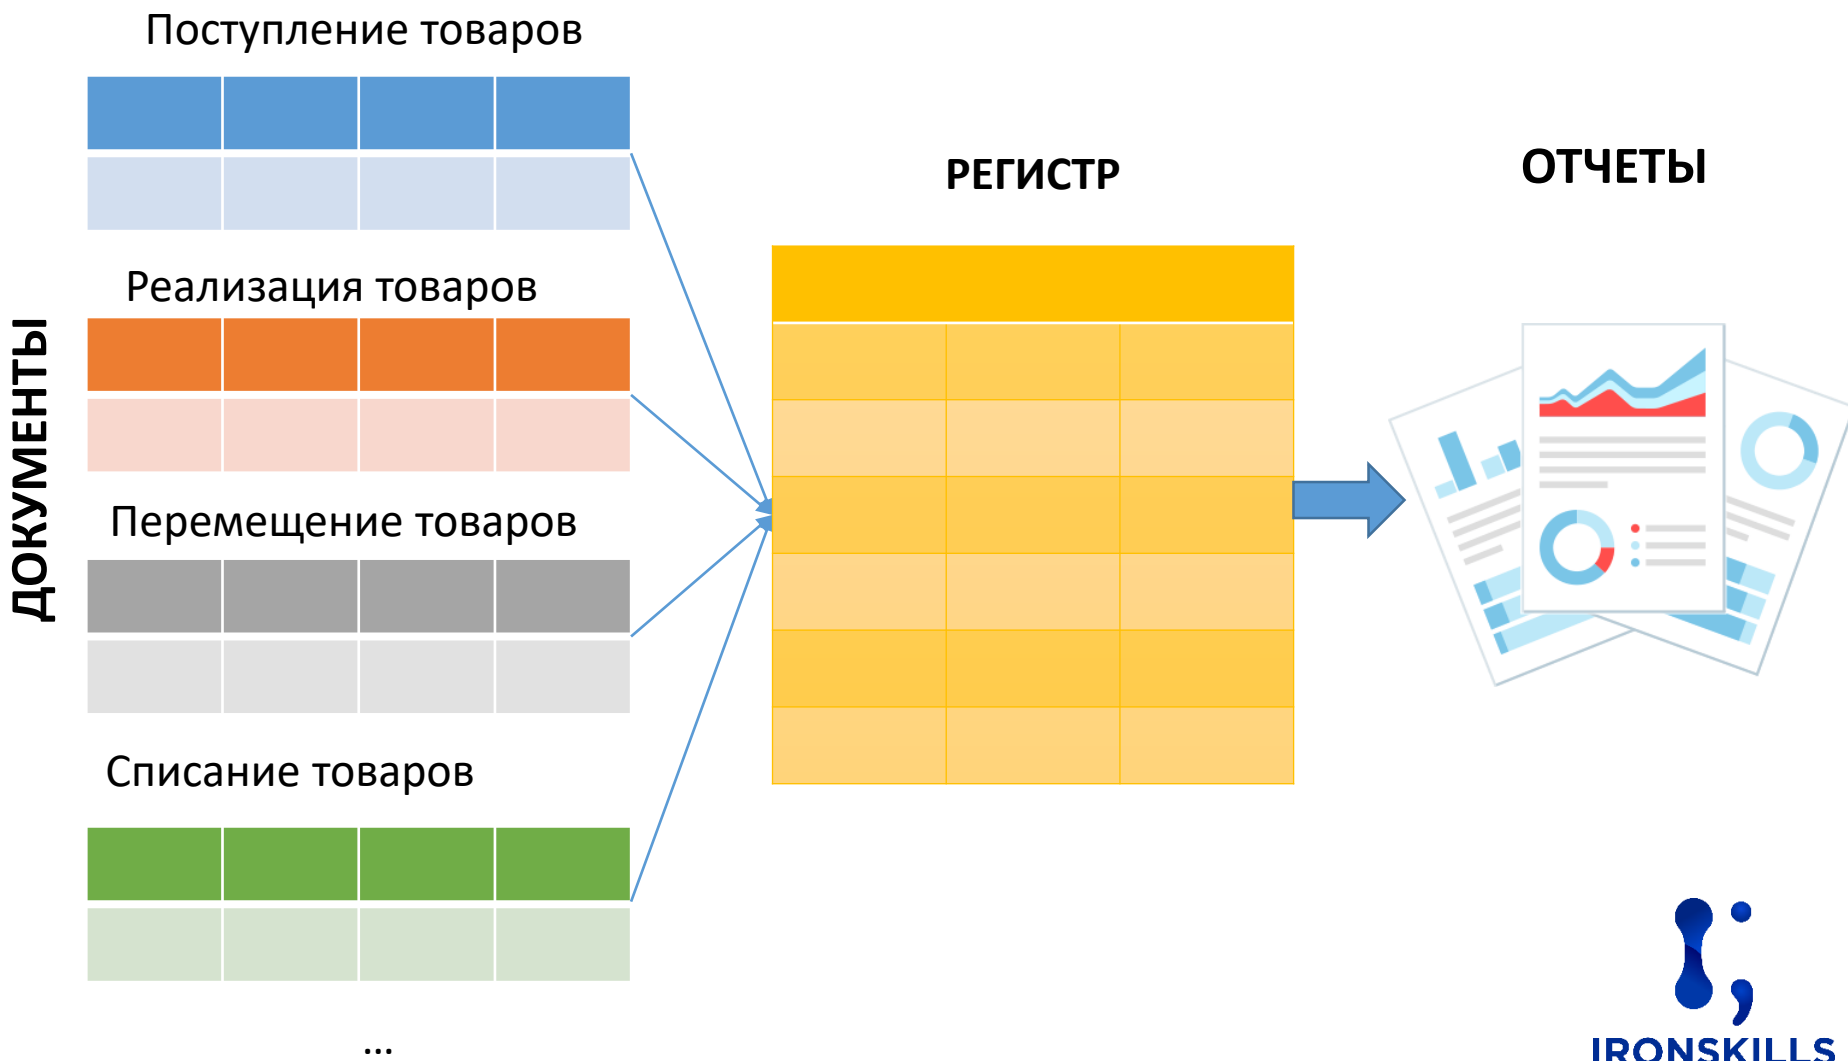 Поступление товаров
Реализация товаров
Перемещение товаров
Списание товаров
...
ДОКУМЕНТЫ
РЕГИСТР
ОТЧЕТЫ
IRONSKILLS